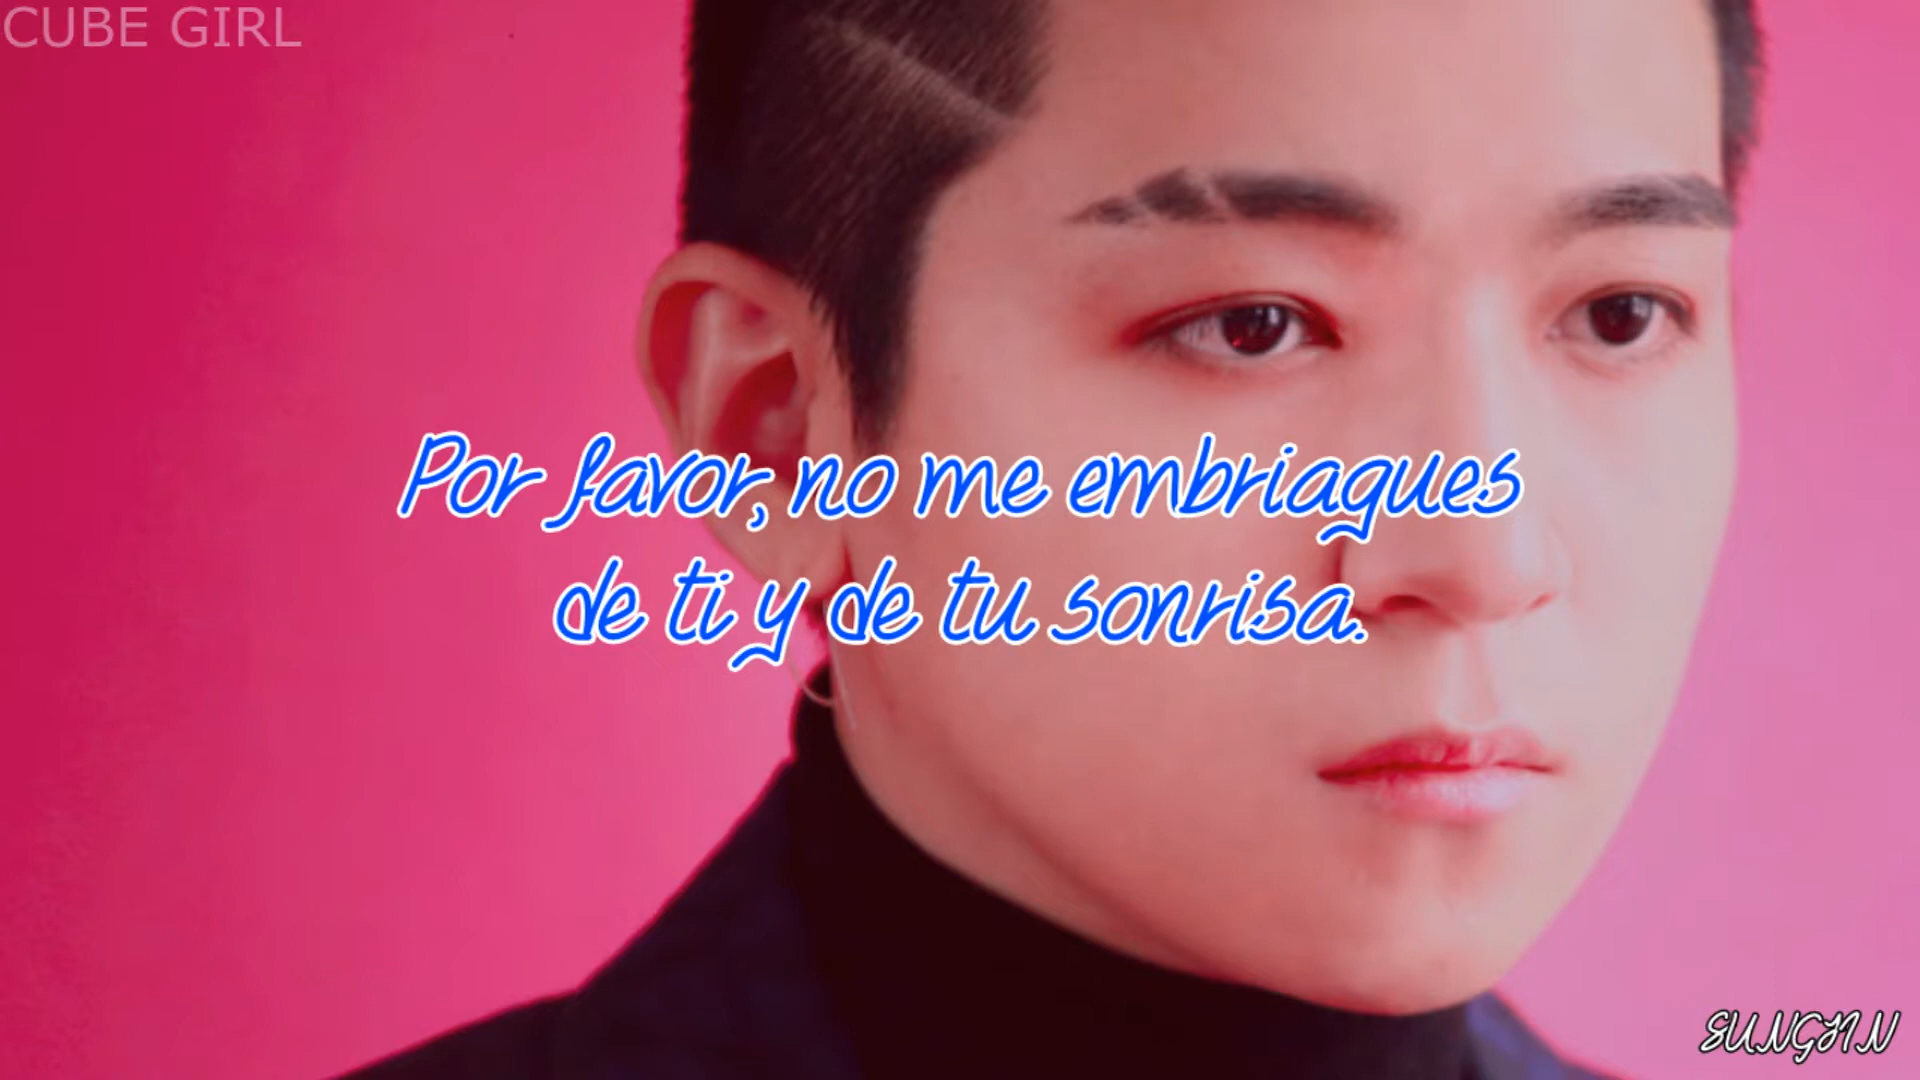 CUBE GIRL
Por favor, no me embriagues
de ti y de tu sonrisa.
SUNGJIN